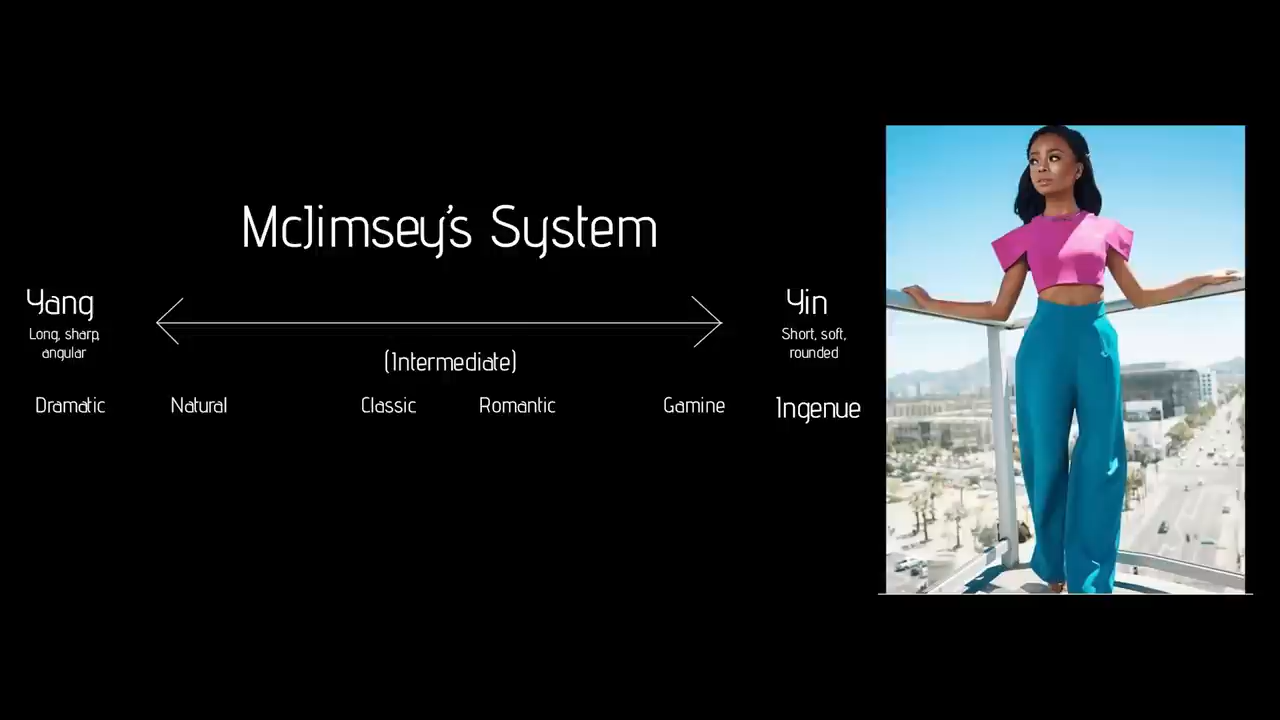 McJimsey's System
Yang
Long, sharp,
angular
Yin
Short, soft,
rounded
(Intermediate)
Dramatic Natural Classic Romantic Gamine Ingenue